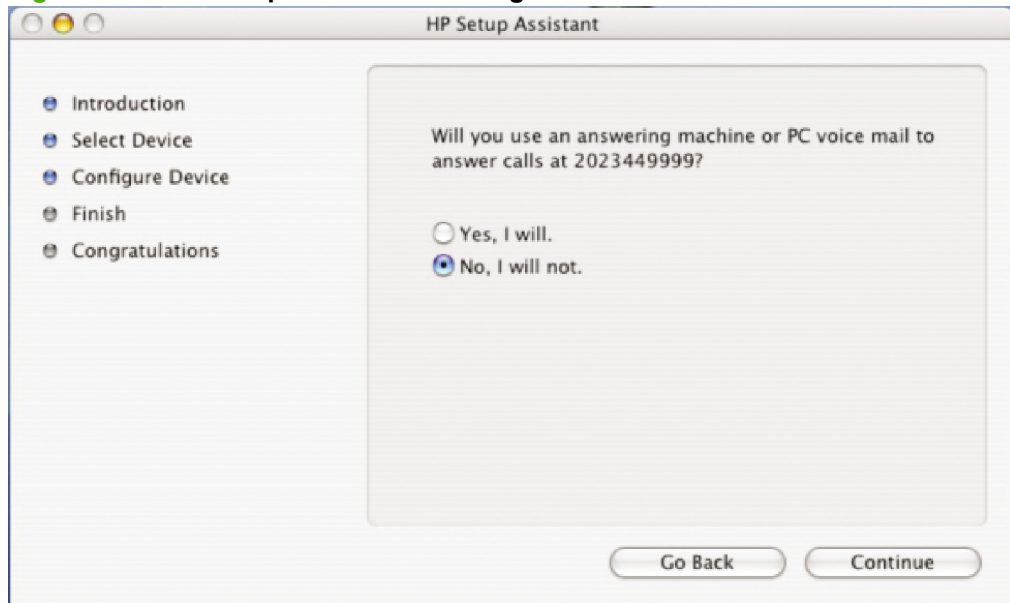 HP Setup Assistant
Introduction
Select Device
Configure Device
Finish
Congratulations
Will you use an answering machine or PC voice mail to
answer calls at 2023449999?
Yes, I will.
No, I will not.
Go Back
Continue